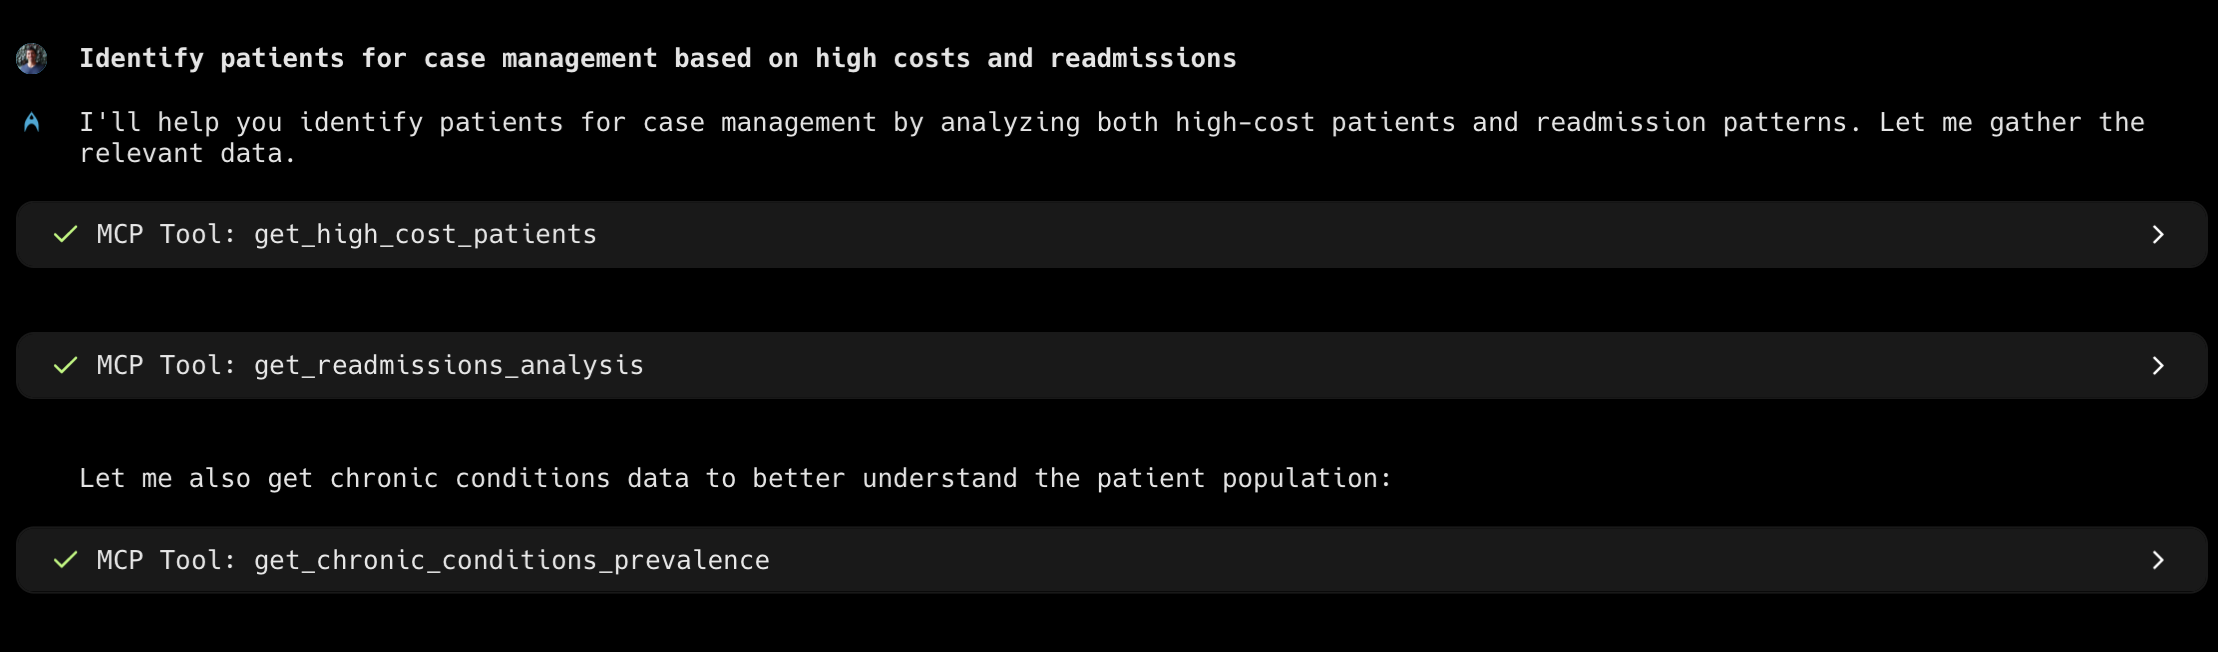 Identify patients for case management based on high costs and readmissions
I'll help you identify patients for case management by analyzing both high-cost patients and readmission patterns. Let me gather the
relevant data.
MCP Tool: get_high_cost_patients
MCP Tool: get_readmissions_analysis
Let me also get chronic conditions data to better understand the patient population:
MCP Tool: get_chronic_conditions_prevalence